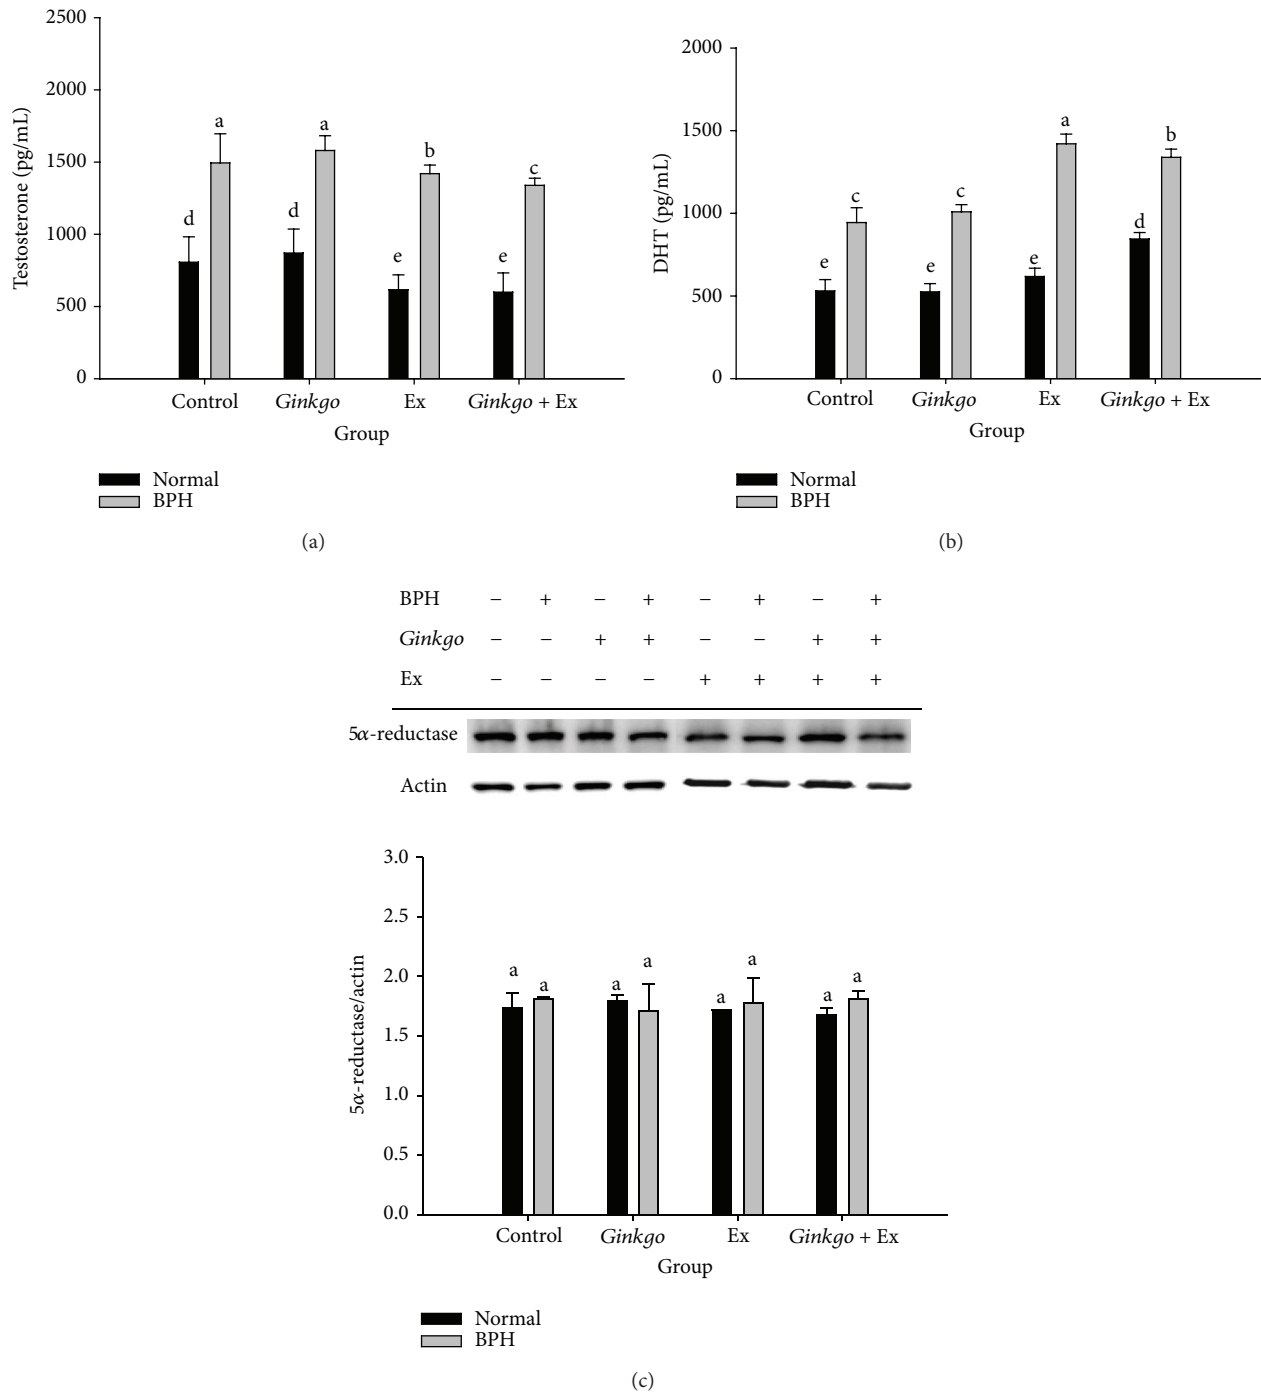 2500
2000
1500
1000
500
0
Testosterone (pg/mL)
a
a
b
c
d
d
e
e
Control
Ginkgo
Ex
Ginkgo + Ex
Group
Normal
BPH
(a)
2000
1500
1000
500
0
DHT (pg/mL)
a
b
c
c
d
e
e
e
Control
Ginkgo
Ex
Ginkgo + Ex
Group
Normal
BPH
(b)
BPH − + − + − + − +
Ginkgo − − + + − − + +
Ex − − − − + + + +
5α-reductase
Actin
3.0
2.5
2.0
1.5
1.0
0.5
0.0
5α-reductase/actin
a
a
a
a
a
a
a
a
Control
Ginkgo
Ex
Ginkgo + Ex
Group
Normal
BPH
(c)